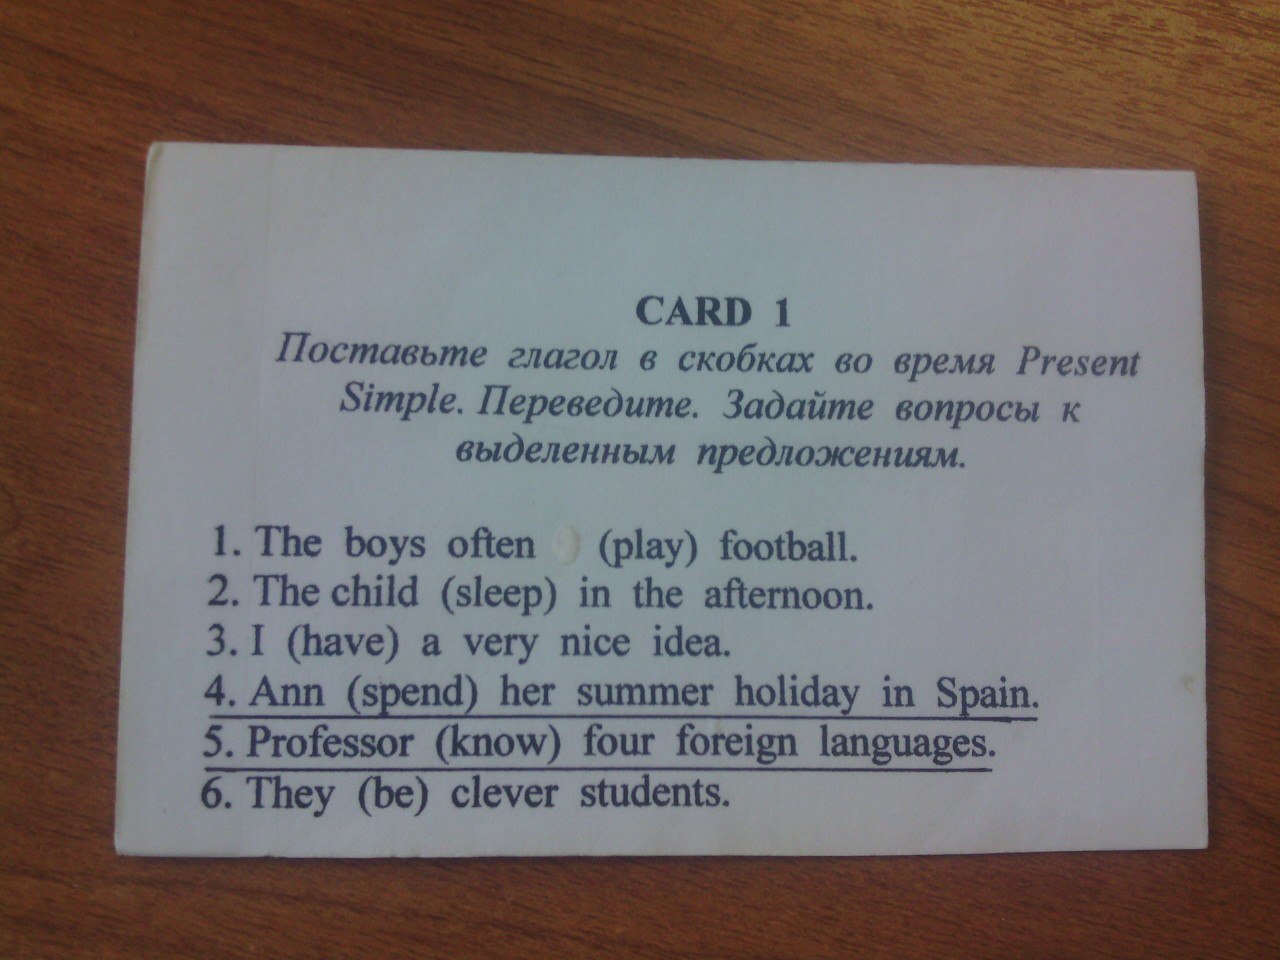 CARD 1
Поставьте глагол в скобках во время Present
Simple. Переведите. Задайте вопросы к
выделенным предложениям.
1. The boys often (play) football.
2. The child (sleep) in the afternoon.
3. I (have) a very nice idea.
4. Ann (spend) her summer holiday in Spain.
5. Professor (know) four foreign languages.
6. They (be) clever students.